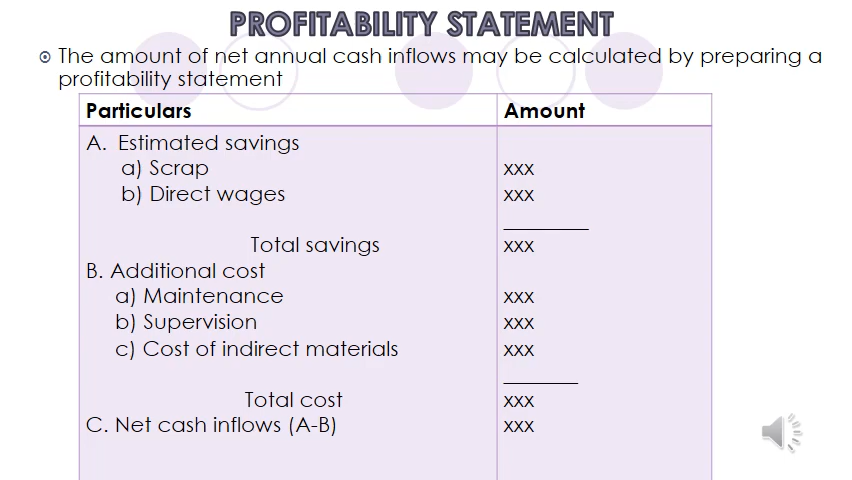 PROFITABILITY STATEMENT
The amount of net annual cash inflows may be calculated by preparing a
profitability statement
Particulars Amount
A. Estimated savings
a) Scrap xxx
b) Direct wages xxx
Total savings xxx
B. Additional cost
a) Maintenance xxx
b) Supervision xxx
c) Cost of indirect materials xxx
Total cost xxx
C. Net cash inflows (A-B) xxx